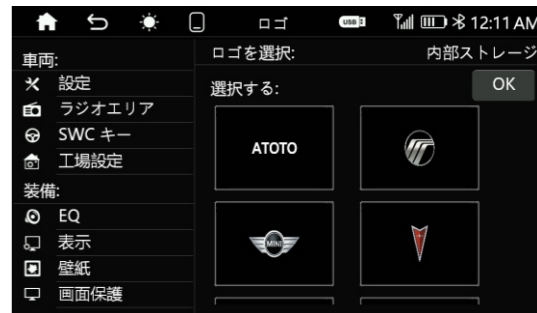 ロゴ
USB
12:11 AM
車両:
設定
ラジオエリア
SWC キー
工場設定
装備:
EQ
表示
壁紙
画面保護
ロゴを選択:
内部ストレージ
選択する:
OK
ATOTO
MINI